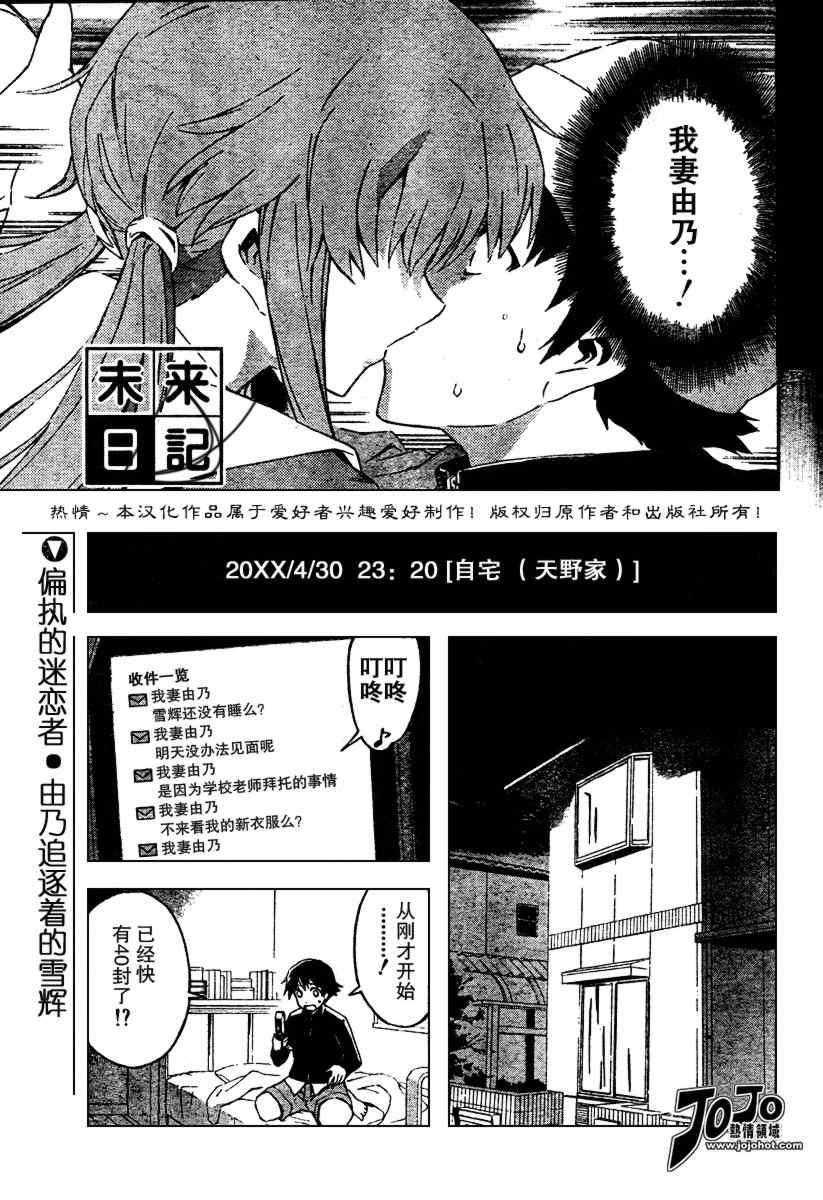 我妻由乃…！
未来
日記
热情～本汉化作品属于爱好者兴趣爱好制作！版权归原作者和出版社所有！
20XX/4/30 23：20 [自宅 （天野家）]
偏执的迷恋者●由乃追逐着的雪辉
叮咚
叮咚♪
收件一览
我妻由乃
雪辉还没有睡么？
我妻由乃
明天没办法见面呢
我妻由乃
是因为学校老师拜托的事情
我妻由乃
不来看我的新衣服么？
我妻由乃
从刚才开始
………！
已经快
有40封了!?
JOJO
熱情領域
www.jojohot.com